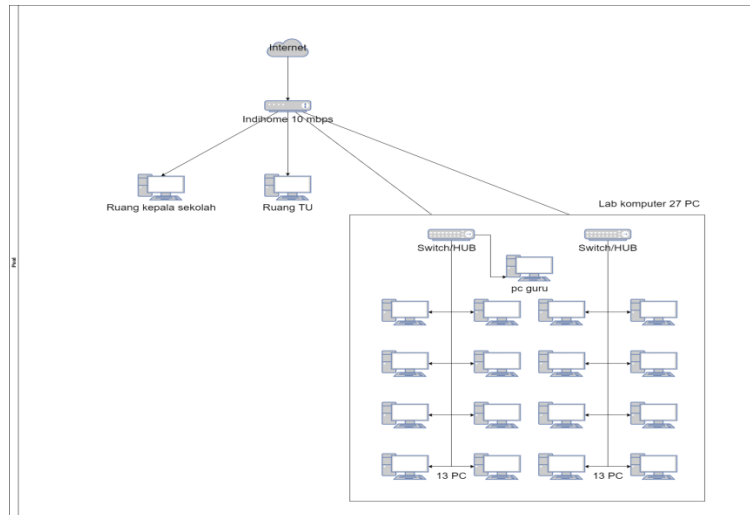 Internet
Indihome 10 mbps
Ruang kepala sekolah
Ruang TU
Lab komputer 27 PC
Switch/HUB
Switch/HUB
pc guru
13 PC
13 PC